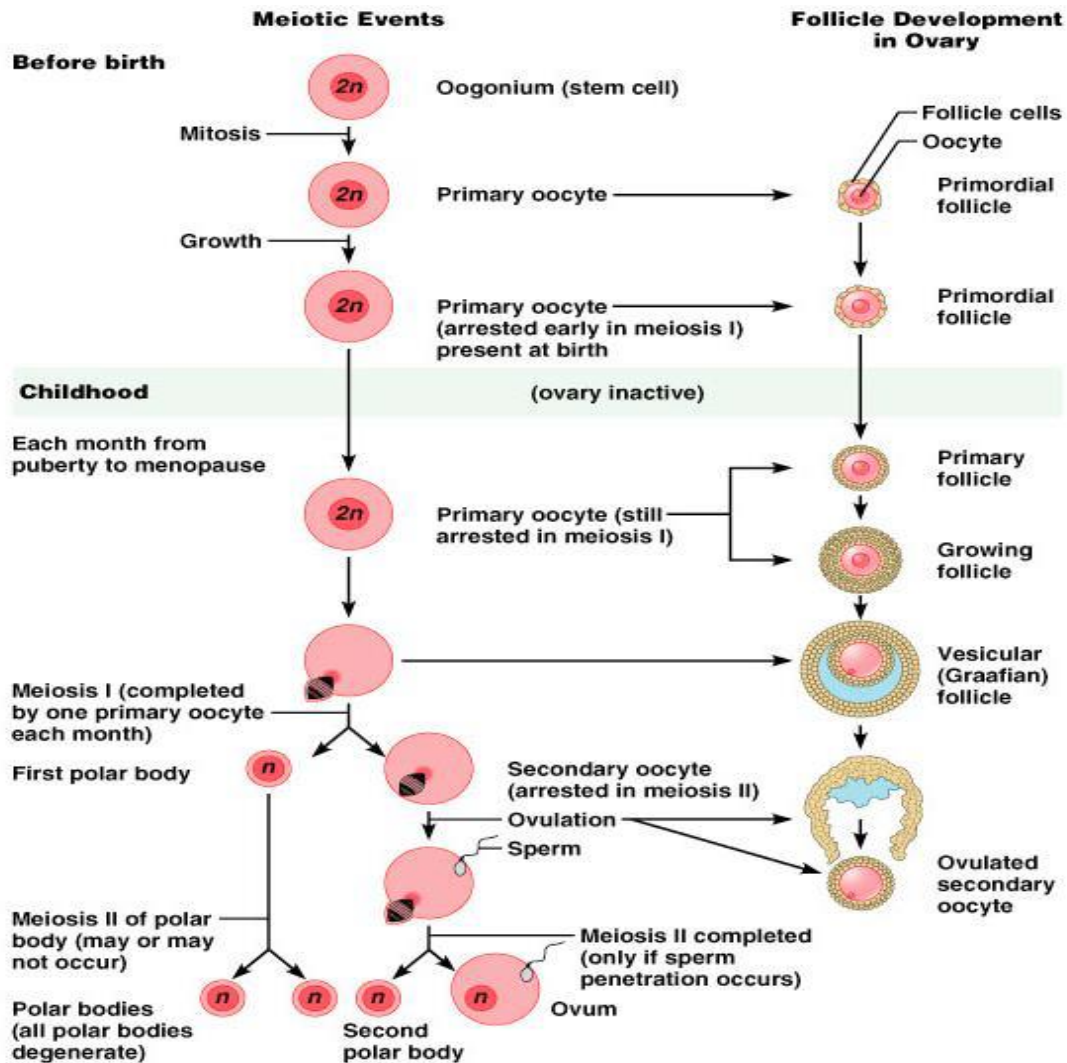 Meiotic Events
Follicle Development
in Ovary
Before birth
2n
Oogonium (stem cell)
Follicle cells
Oocyte
Mitosis
2n
Primary oocyte
Primordial
follicle
Growth
2n
Primary oocyte
(arrested early in meiosis I)
present at birth
Primordial
follicle
Childhood
(ovary inactive)
Each month from
puberty to menopause
2n
Primary oocyte (still
arrested in meiosis I)
Primary
follicle
Growing
follicle
Vesicular
(Graafian)
follicle
Meiosis I (completed
by one primary oocyte
each month)
First polar body
n
Secondary oocyte
(arrested in meiosis II)
Ovulation
Sperm
Ovulated
secondary
oocyte
Meiosis II of polar
body (may or may
not occur)
Meiosis II completed
(only if sperm
penetration occurs)
n
n
n
n
Polar bodies
(all polar bodies
degenerate)
Second
polar body
Ovum